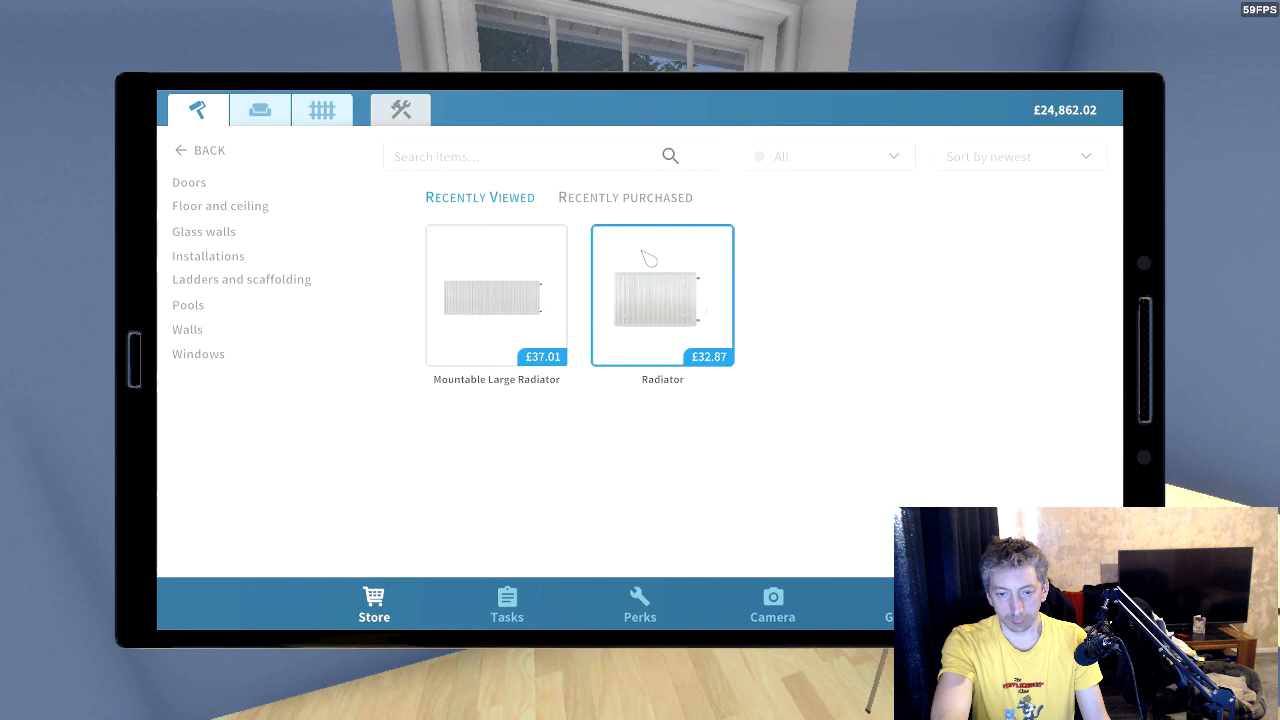 59FPS
£24,862.02
BACK
Search items...
All
Sort by newest
Doors
Floor and ceiling
Glass walls
Installations
Ladders and scaffolding
Pools
Walls
Windows
RECENTLY VIEWED
RECENTLY PURCHASED
£37.01
£32.87
Mountable Large Radiator
Radiator
Store
Tasks
Perks
Camera
G
The